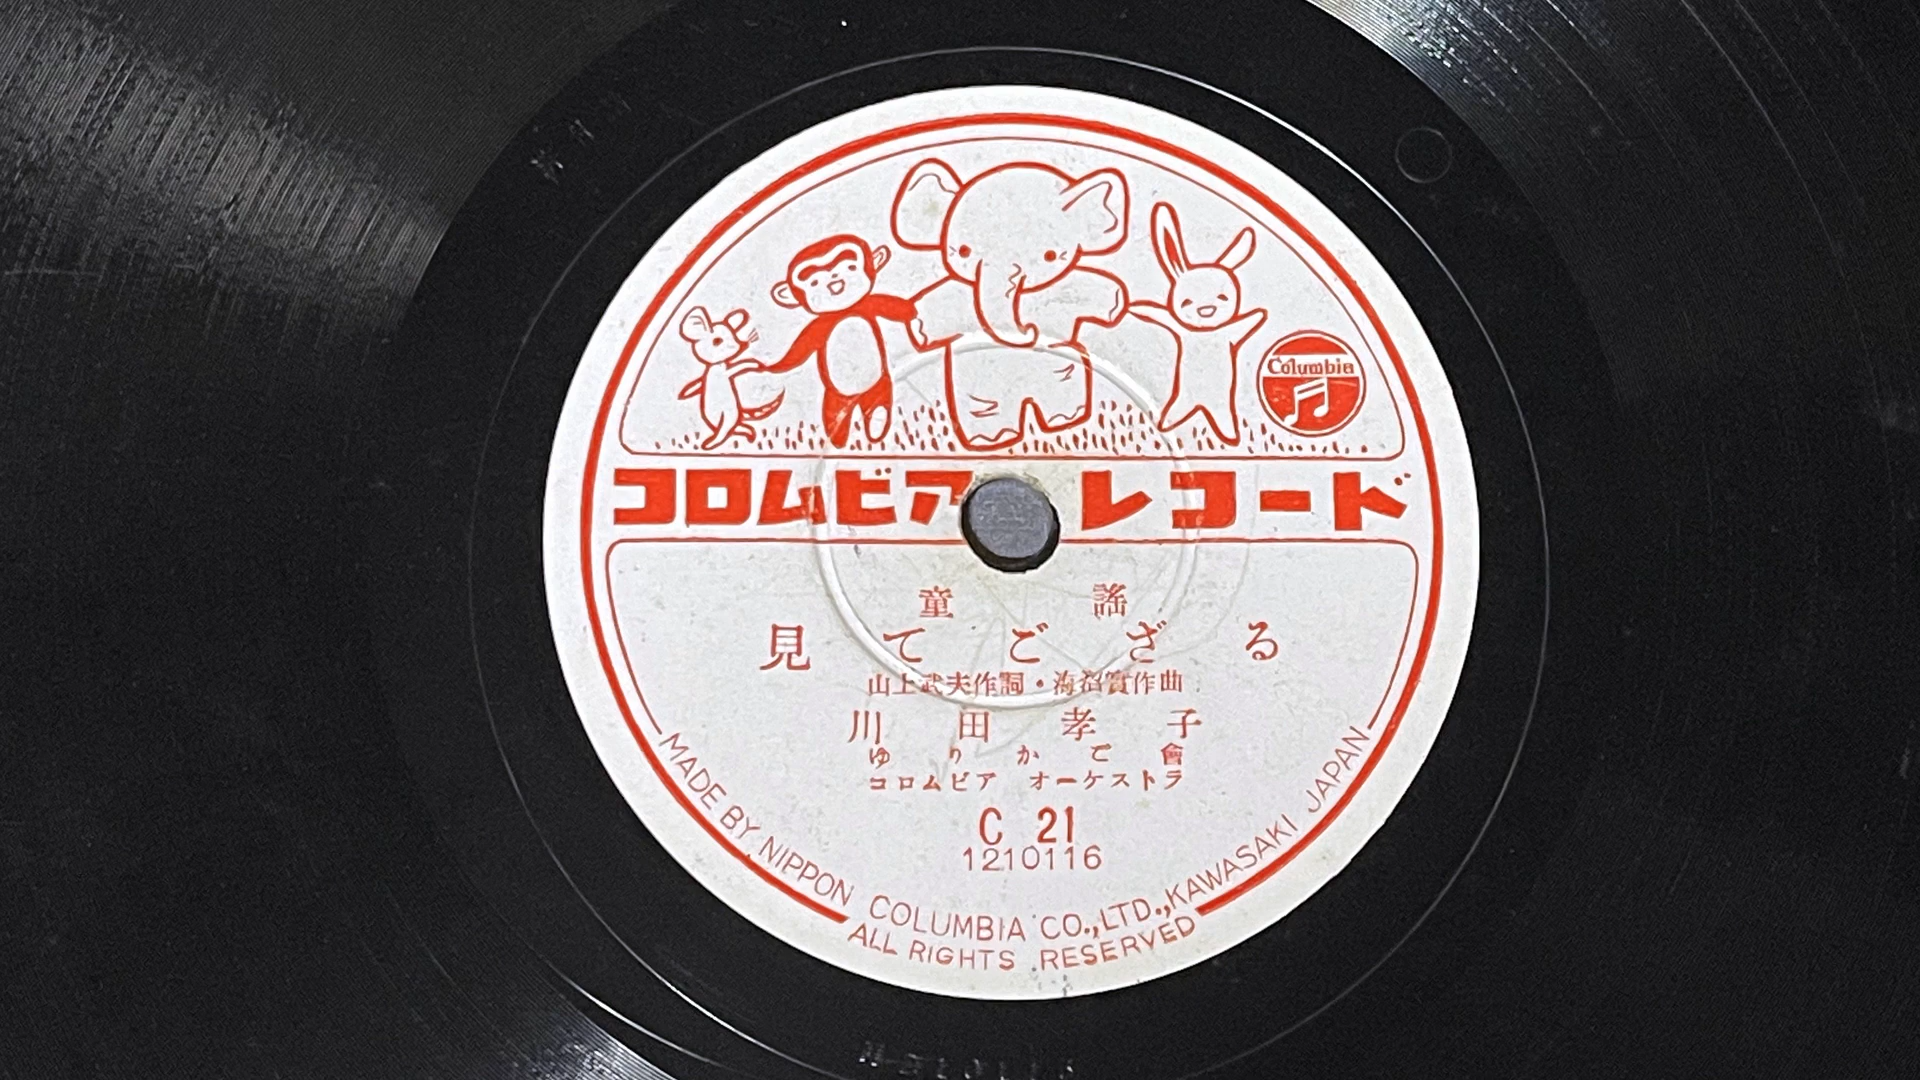 Columbia
コロムビア レコード
童謠
見てござる
山上武夫作詞・海沼實作曲
川田孝子
ゆりかご會
コロムビア オーケストラ
C 21
1210116
MADE BY NIPPON COLUMBIA CO.,LTD.,KAWASAKI JAPAN
ALL RIGHTS RESERVED